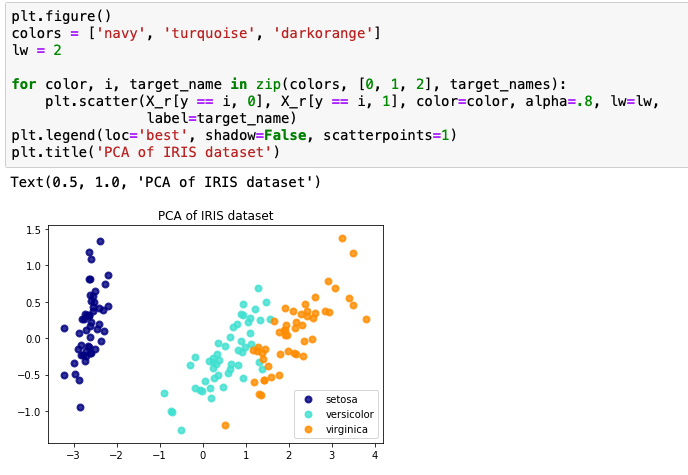 plt.figure()
colors = ['navy', 'turquoise', 'darkorange']
lw = 2
for color, i, target_name in zip(colors, [0, 1, 2], target_names):
    plt.scatter(X_r[y == i, 0], X_r[y == i, 1], color=color, alpha=.8, lw=lw,
                label=target_name)
plt.legend(loc='best', shadow=False, scatterpoints=1)
plt.title('PCA of IRIS dataset')
Text(0.5, 1.0, 'PCA of IRIS dataset')
PCA of IRIS dataset
1.5
1.0
0.5
0.0
−0.5
−1.0
setosa
versicolor
virginica
−3 −2 −1 0 1 2 3 4